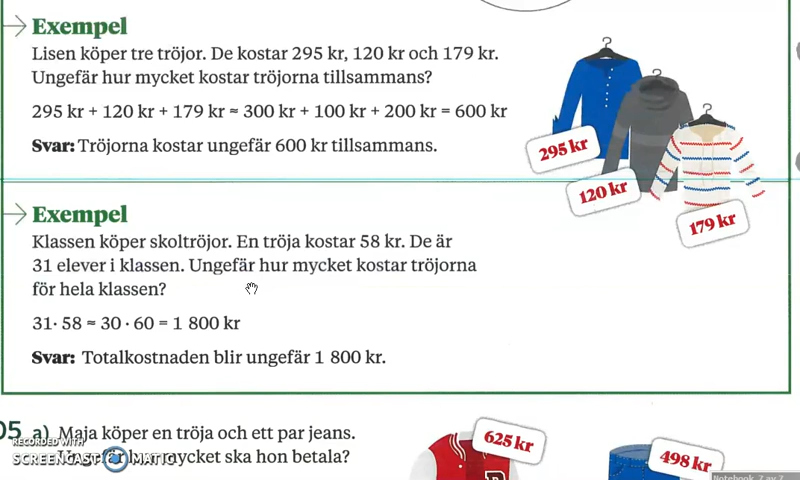 Exempel
Lisen köper tre tröjor. De kostar 295 kr, 120 kr och 179 kr.
Ungefär hur mycket kostar tröjorna tillsammans?
295 kr + 120 kr + 179 kr ≈ 300 kr + 100 kr + 200 kr = 600 kr
Svar: Tröjorna kostar ungefär 600 kr tillsammans.
295 kr
120 kr
179 kr
Exempel
Klassen köper skoltröjor. En tröja kostar 58 kr. De är
31 elever i klassen. Ungefär hur mycket kostar tröjorna
för hela klassen?
31· 58 ≈ 30 · 60 = 1 800 kr
Svar: Totalkostnaden blir ungefär 1 800 kr.
05 a) Maja köper en tröja och ett par jeans.
mycket ska hon betala?
625 kr
498 kr
RECORDED WITH
SCREENCAST MATIC
Notebook, 7 av 7